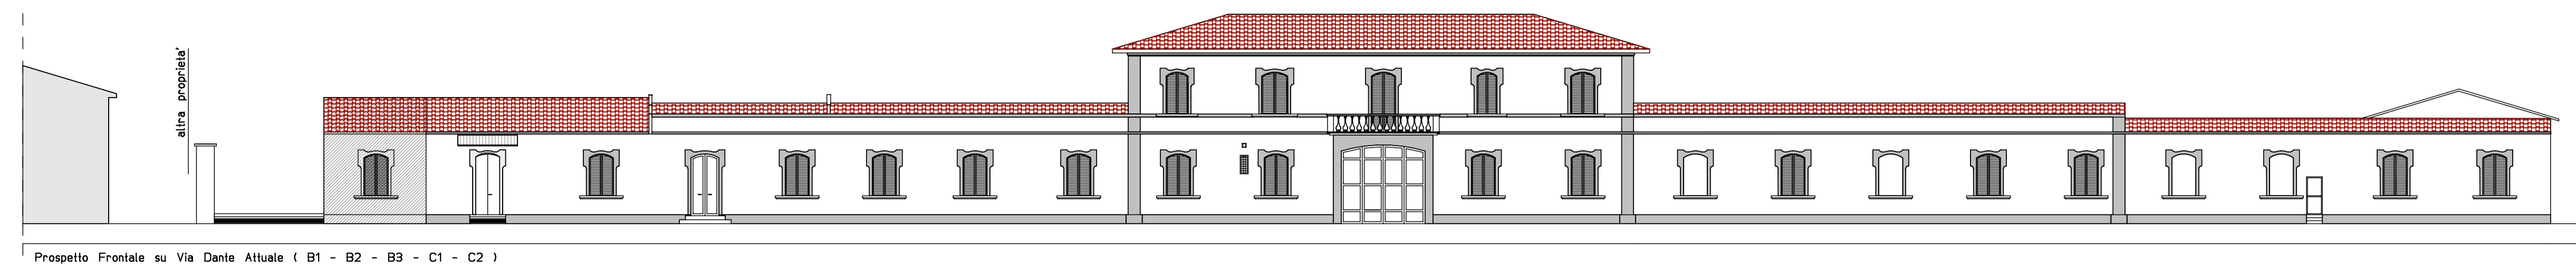 altra proprieta'
Prospetto Frontale su Via Dante Attuale ( B1 - B2 - B3 - C1 - C2 )